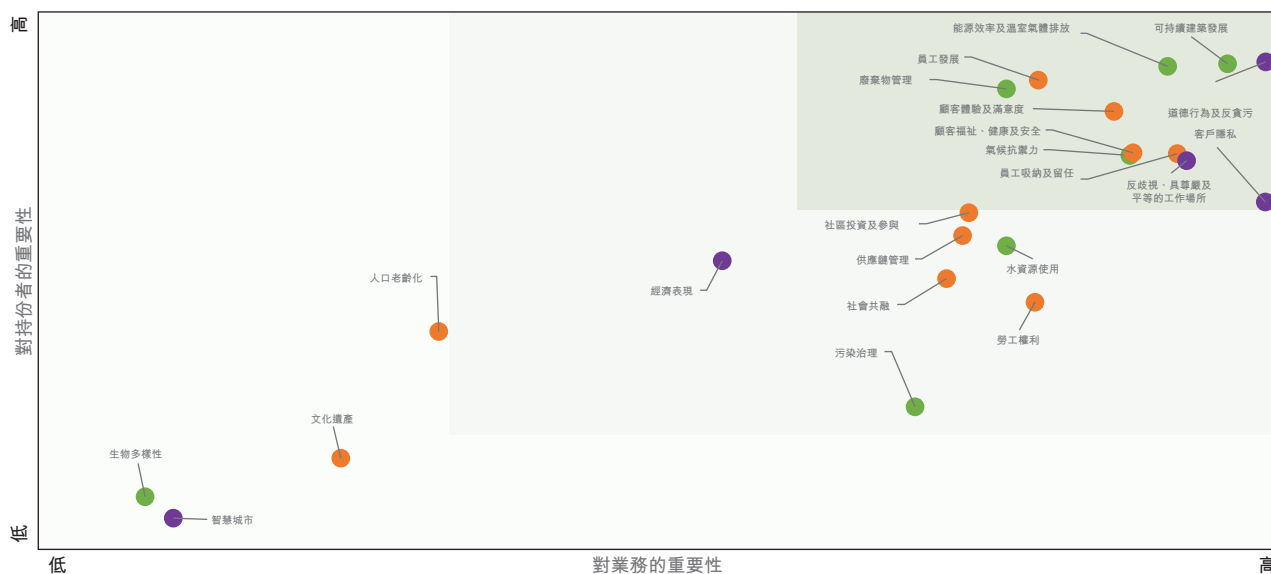 高
能源效率及溫室氣體排放
可持續建築發展
員工發展
廢棄物管理
顧客體驗及滿意度
道德行為及反貪污
顧客福祉、健康及安全
客戶隱私
氣候抗禦力
員工吸納及留任
反歧視、具尊嚴及
平等的工作場所
社區投資及參與
供應鏈管理
水資源使用
人口老齡化
經濟表現
社會共融
勞工權利
污染治理
文化遺產
生物多樣性
智慧城市
對持份者的重要性
低
低
對業務的重要性
高